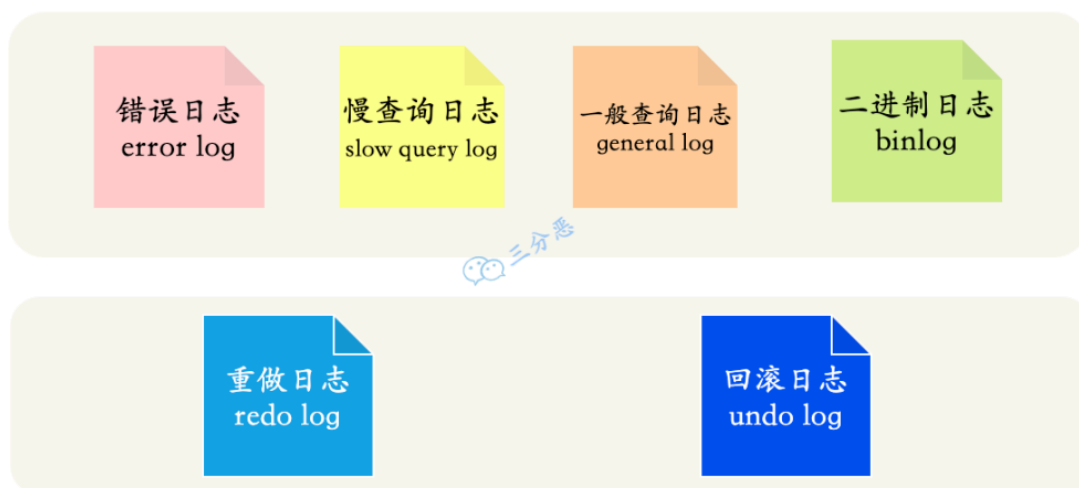 错误日志
error log
慢查询日志
slow query log
一般查询日志
general log
二进制日志
binlog
三分恶
重做日志
redo log
回滚日志
undo log